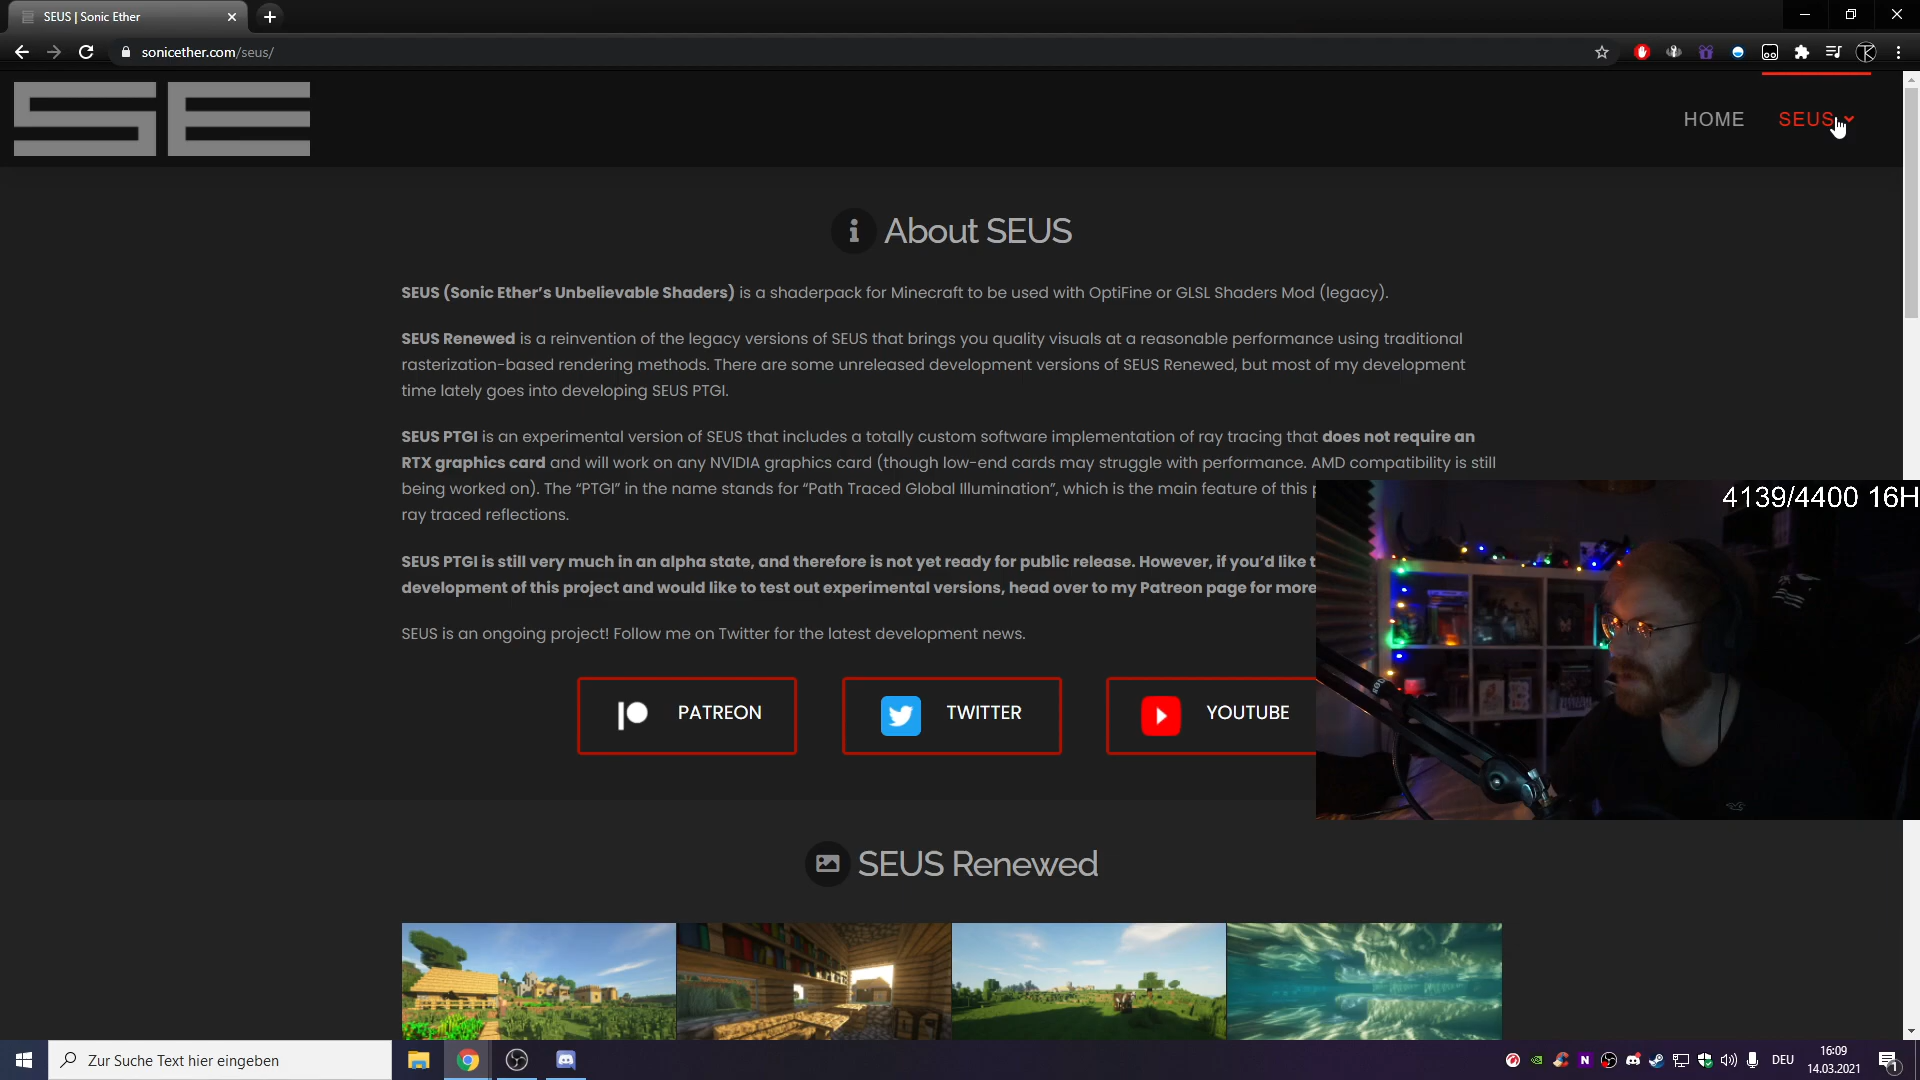 SEUS | Sonic Ether
sonicether.com/seus/
SE
HOME SEUS
About SEUS
SEUS (Sonic Ether's Unbelievable Shaders) is a shaderpack for Minecraft to be used with OptiFine or GLSL Shaders Mod (legacy).
SEUS Renewed is a reinvention of the legacy versions of SEUS that brings you quality visuals at a reasonable performance using traditional
rasterization-based rendering methods. There are some unreleased development versions of SEUS Renewed, but most of my development
time lately goes into developing SEUS PTGI.
SEUS PTGI is an experimental version of SEUS that includes a totally custom software implementation of ray tracing that does not require an
RTX graphics card and will work on any NVIDIA graphics card (though low-end cards may struggle with performance. AMD compatibility is still
being worked on). The “PTGI” in the name stands for “Path Traced Global Illumination”, which is the main feature of this
ray traced reflections.
4139/4400 16H
SEUS PTGI is still very much in an alpha state, and therefore is not yet ready for public release. However, if you'd like
development of this project and would like to test out experimental versions, head over to my Patreon page for more
SEUS is an ongoing project! Follow me on Twitter for the latest development news.
PATREON TWITTER YOUTUBE
SEUS Renewed
Zur Suche Text hier eingeben
DEU
16:09
14.03.2021